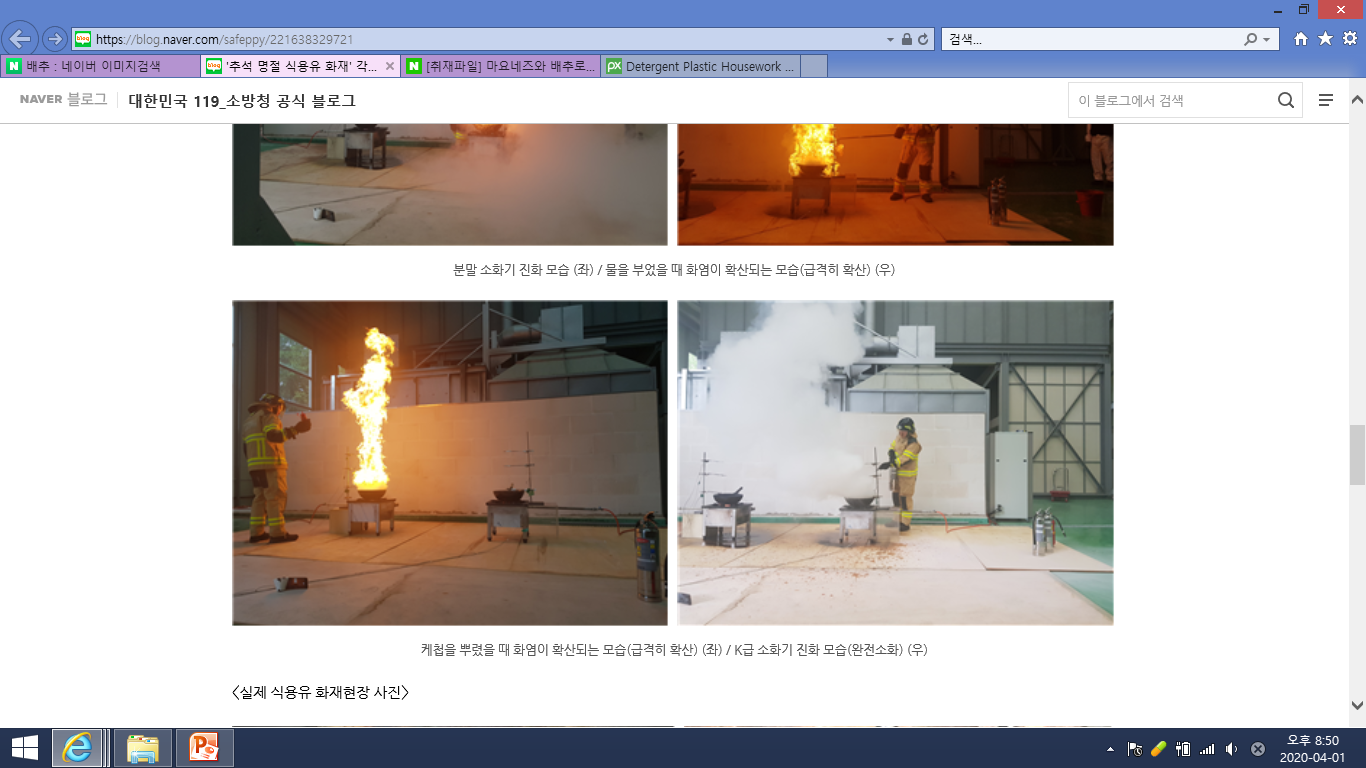 https://blog.naver.com/safeppy/221638329721
검색...
배추 : 네이버 이미지검색
'추석 명절 식용유 화재' 각...
[취재파일] 마요네즈와 배추로...
Detergent Plastic Housework ...
NAVER 블로그
대한민국 119_소방청 공식 블로그
이 블로그에서 검색
분말 소화기 진화 모습 (좌) / 물을 부었을 때 화염이 확산되는 모습(급격히 확산) (우)
케첩을 뿌렸을 때 화염이 확산되는 모습(급격히 확산) (좌) / K급 소화기 진화 모습(완전소화) (우)
<실제 식용유 화재현장 사진>
오후 8:50
2020-04-01